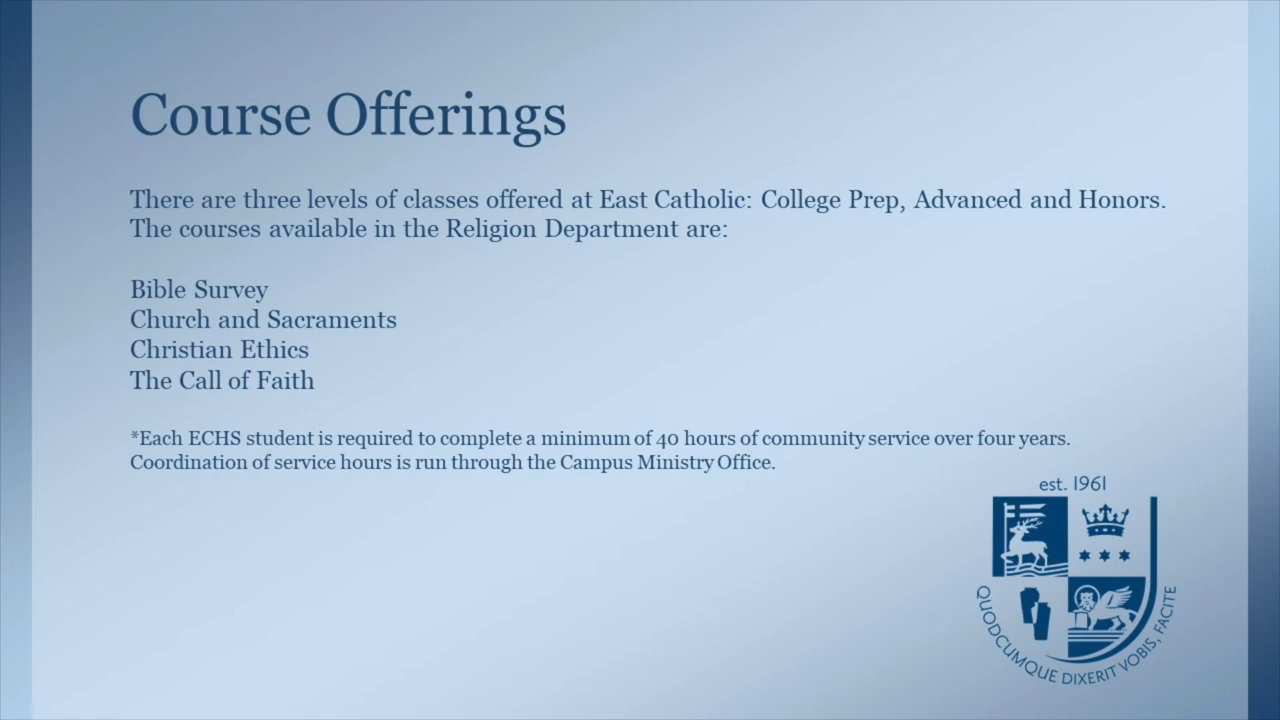 Course Offerings
There are three levels of classes offered at East Catholic: College Prep, Advanced and Honors.
The courses available in the Religion Department are:
Bible Survey
Church and Sacraments
Christian Ethics
The Call of Faith
*Each ECHS student is required to complete a minimum of 40 hours of community service over four years.
Coordination of service hours is run through the Campus Ministry Office.
est. 1961
QUODCUMQUE DIXERIT VOBIS, FACITE